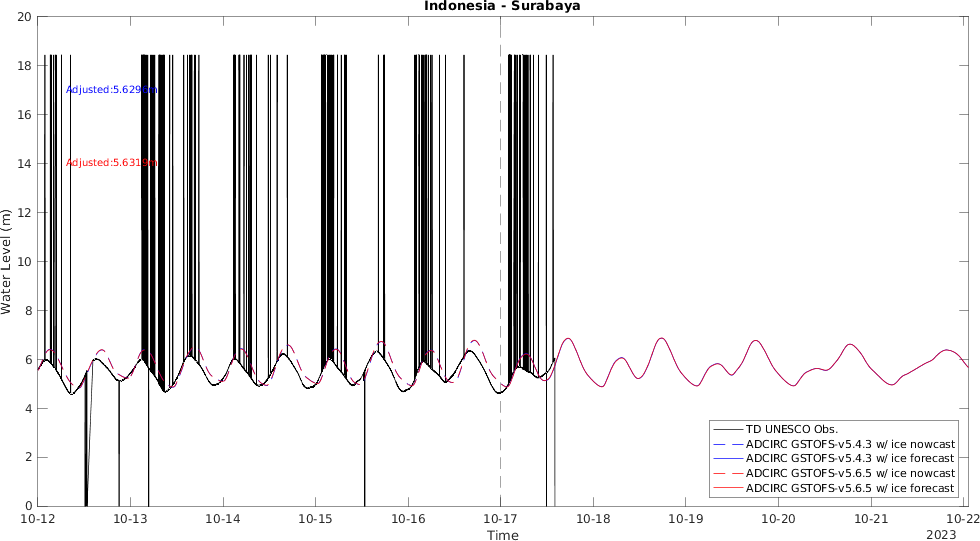 Indonesia - Surabaya
20
18
16
14
12
10
8
6
4
2
0
Water Level (m)
Adjusted:5.629
Adjusted:5.6319m
TD UNESCO Obs.
ADCIRC GSTOFS-v5.4.3 w/ ice nowcast
ADCIRC GSTOFS-v5.4.3 w/ ice forecast
ADCIRC GSTOFS-v5.6.5 w/ ice nowcast
ADCIRC GSTOFS-v5.6.5 w/ ice forecast
10-12 10-13 10-14 10-15 10-16 10-17 10-18 10-19 10-20 10-21 10-22
Time
2023